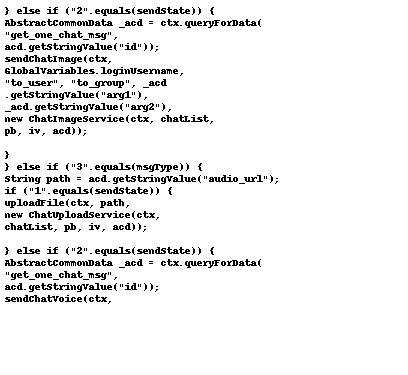 } else if ("2".equals(sendState)) {
AbstractCommonData _acd = ctx.queryForData(
"get_one_chat_msg",
acd.getStringValue("id"));
sendChatImage(ctx,
GlobalVariables.loginUsername,
"to_user", "to_group", _acd
.getStringValue("arg1"),
_acd.getStringValue("arg2"),
new ChatImageService(ctx, chatList,
pb, iv, acd));

}
} else if ("3".equals(msgType)) {
String path = acd.getStringValue("audio_url");
if ("1".equals(sendState)) {
uploadFile(ctx, path,
new ChatUploadService(ctx,
chatList, pb, iv, acd));

} else if ("2".equals(sendState)) {
AbstractCommonData _acd = ctx.queryForData(
"get_one_chat_msg",
acd.getStringValue("id"));
sendChatVoice(ctx,